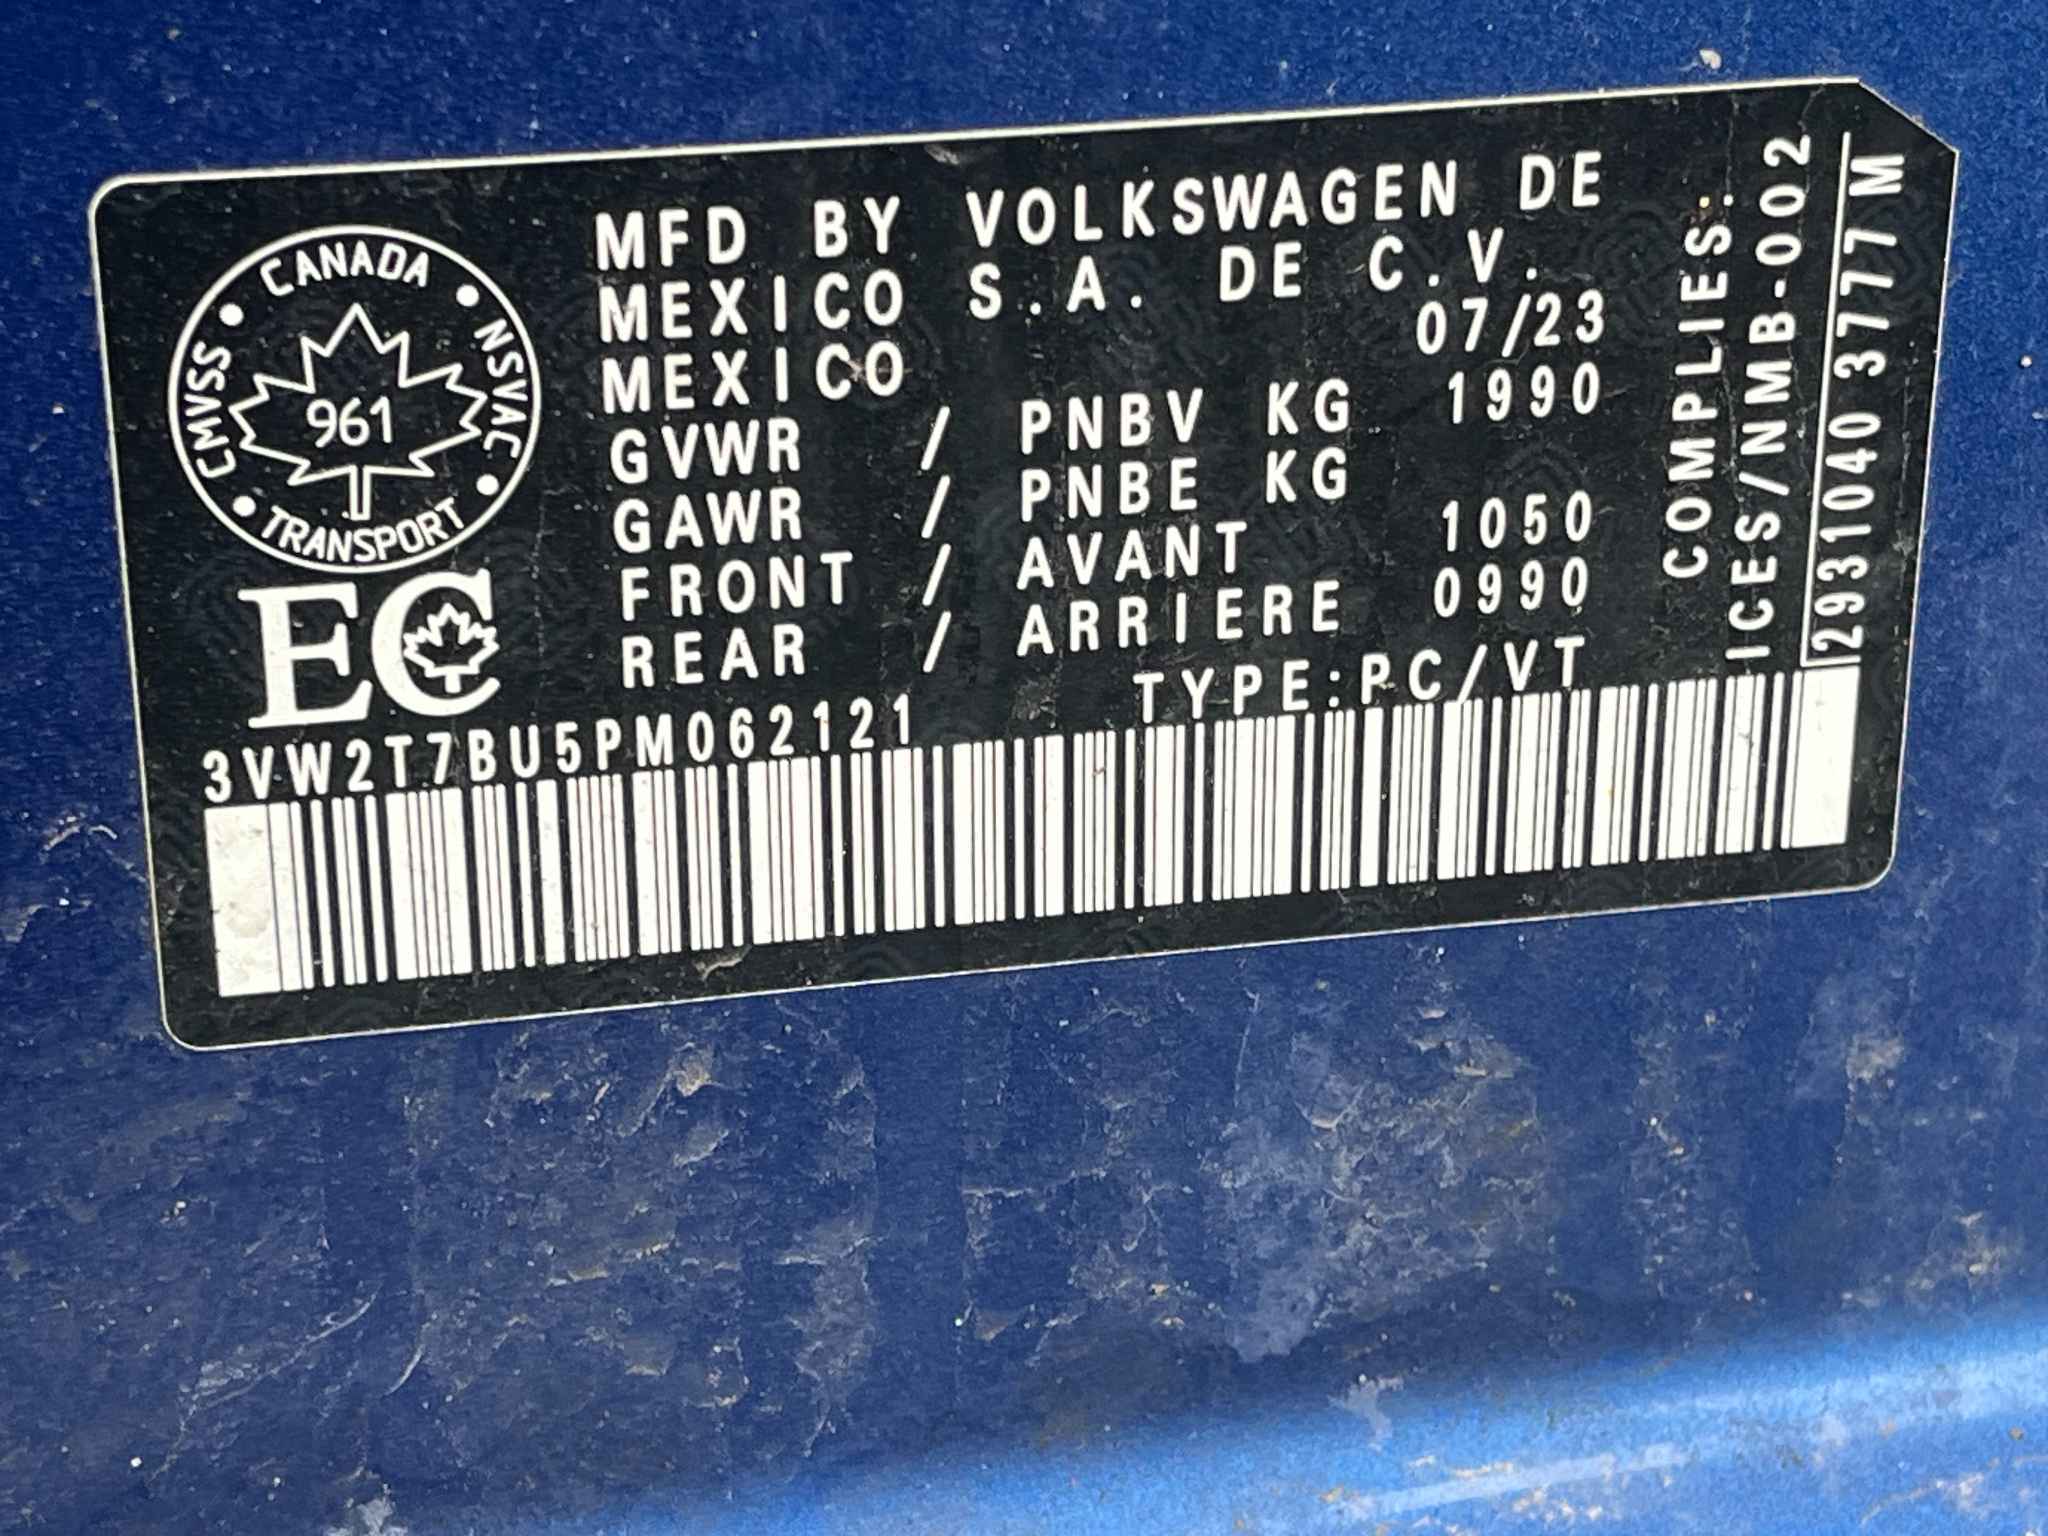 CANADA
CMVSS
NSVAC
961
TRANSPORT
EC
MFD BY VOLKSWAGEN DE
MEXICO S.A. DE C.V.
MEXICO 07/23
GVWR / PNBV KG 1990
GAWR / PNBE KG
FRONT / AVANT 1050
REAR / ARRIERE 0990
3VW2T7BU5PM062121 TYPE:PC/VT
COMPLIES:
ICES/NMB-002
2931040 3777 M